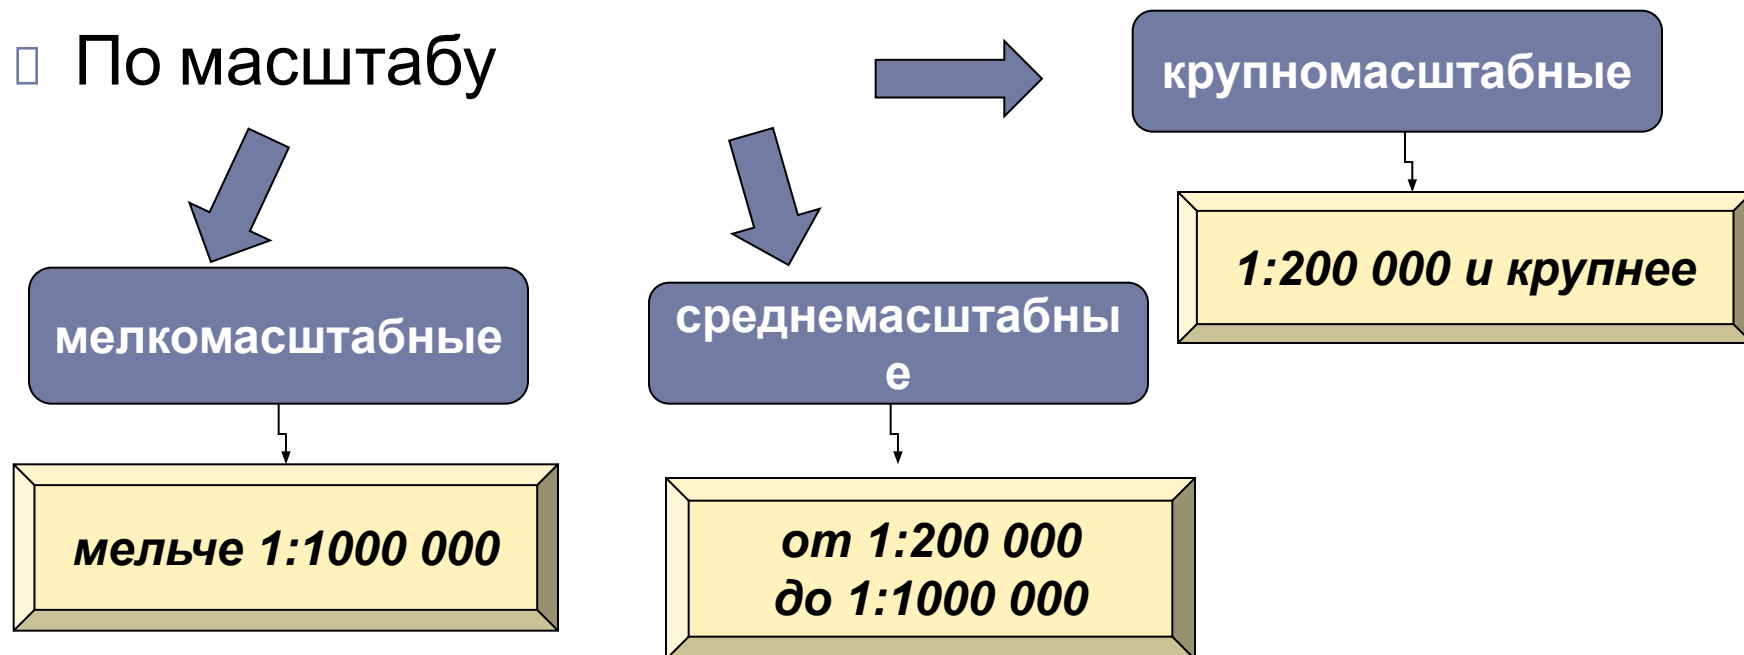 По масштабу
крупномасштабные
1:200 000 и крупнее
мелкомасштабные
мельче 1:1000 000
среднемасштабны
е
от 1:200 000
до 1:1000 000